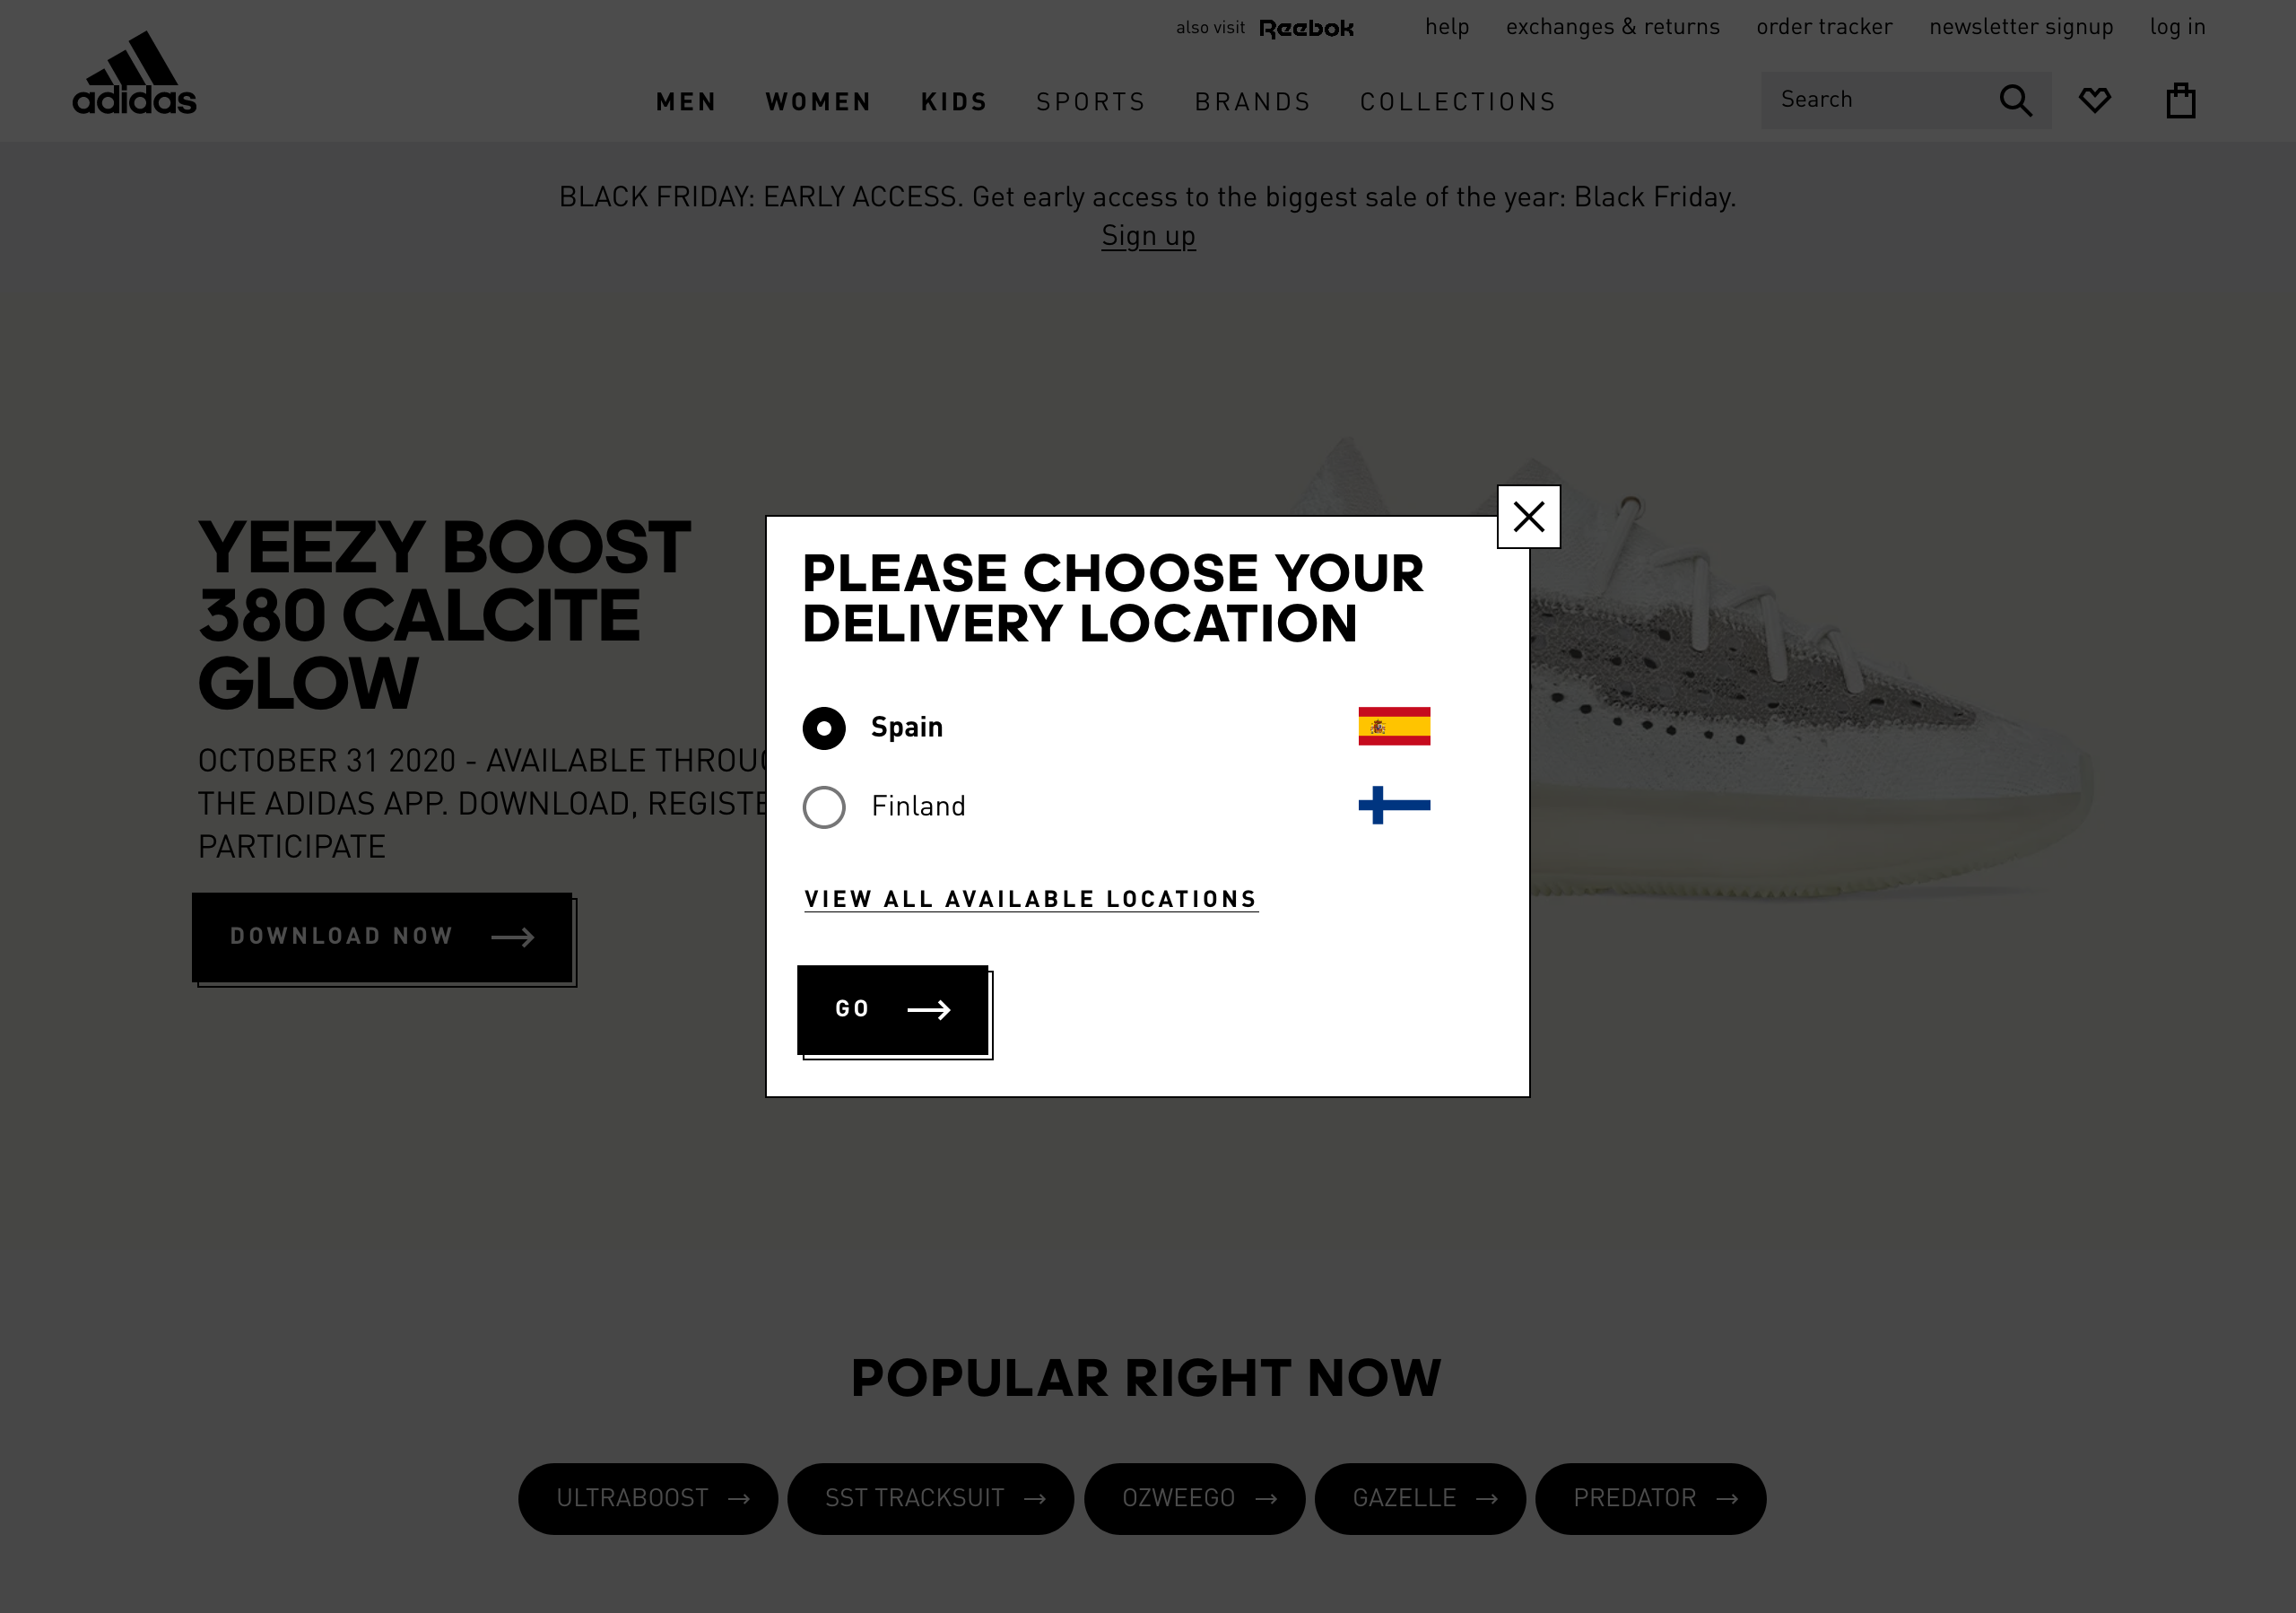 also visit Reebok help exchanges & returns order tracker newsletter signup log in
adidas
MEN WOMEN KIDS SPORTS BRANDS COLLECTIONS Search
BLACK FRIDAY: EARLY ACCESS. Get early access to the biggest sale of the year: Black Friday.
Sign up
YEEZY BOOST
380 CALCITE
GLOW
OCTOBER 31 2020 - AVAILABLE THROUG
THE ADIDAS APP. DOWNLOAD, REGISTE
PARTICIPATE
DOWNLOAD NOW
PLEASE CHOOSE YOUR
DELIVERY LOCATION
Spain
Finland
VIEW ALL AVAILABLE LOCATIONS
GO
POPULAR RIGHT NOW
ULTRABOOST SST TRACKSUIT OZWEEGO GAZELLE PREDATOR